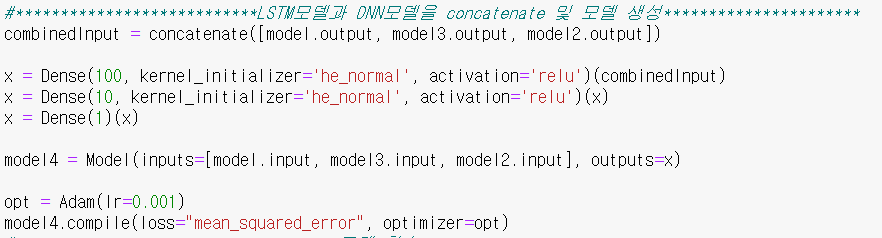 #***************************LSTM모델과 DNN모델을 concatenate 및 모델 생성**********************
combinedInput = concatenate([model.output, model3.output, model2.output])
x = Dense(100, kernel_initializer='he_normal', activation='relu')(combinedInput)
x = Dense(10, kernel_initializer='he_normal', activation='relu')(x)
x = Dense(1)(x)
model4 = Model(inputs=[model.input, model3.input, model2.input], outputs=x)
opt = Adam(lr=0.001)
model4.compile(loss="mean_squared_error", optimizer=opt)